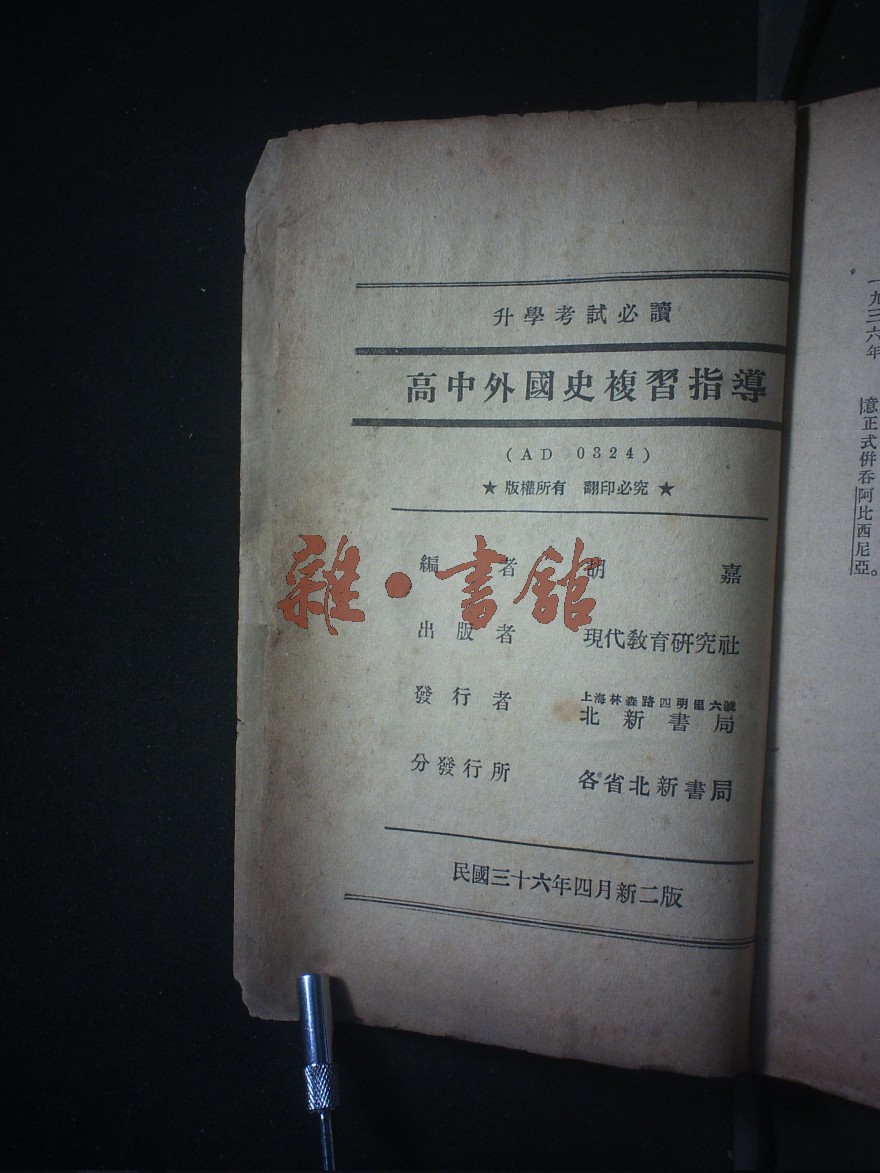 升學考試必讀
高中外國史複習指導
(AD 0324)
★ 版權所有 翻印必究 ★
編者 胡嘉
出版者 現代教育研究社
發行者 上海林森路四明里六號
北新書局
分發行所 各省北新書局
民國三十六年四月新二版
雜·書館
一九三六年
意正式併吞阿比西尼亞。